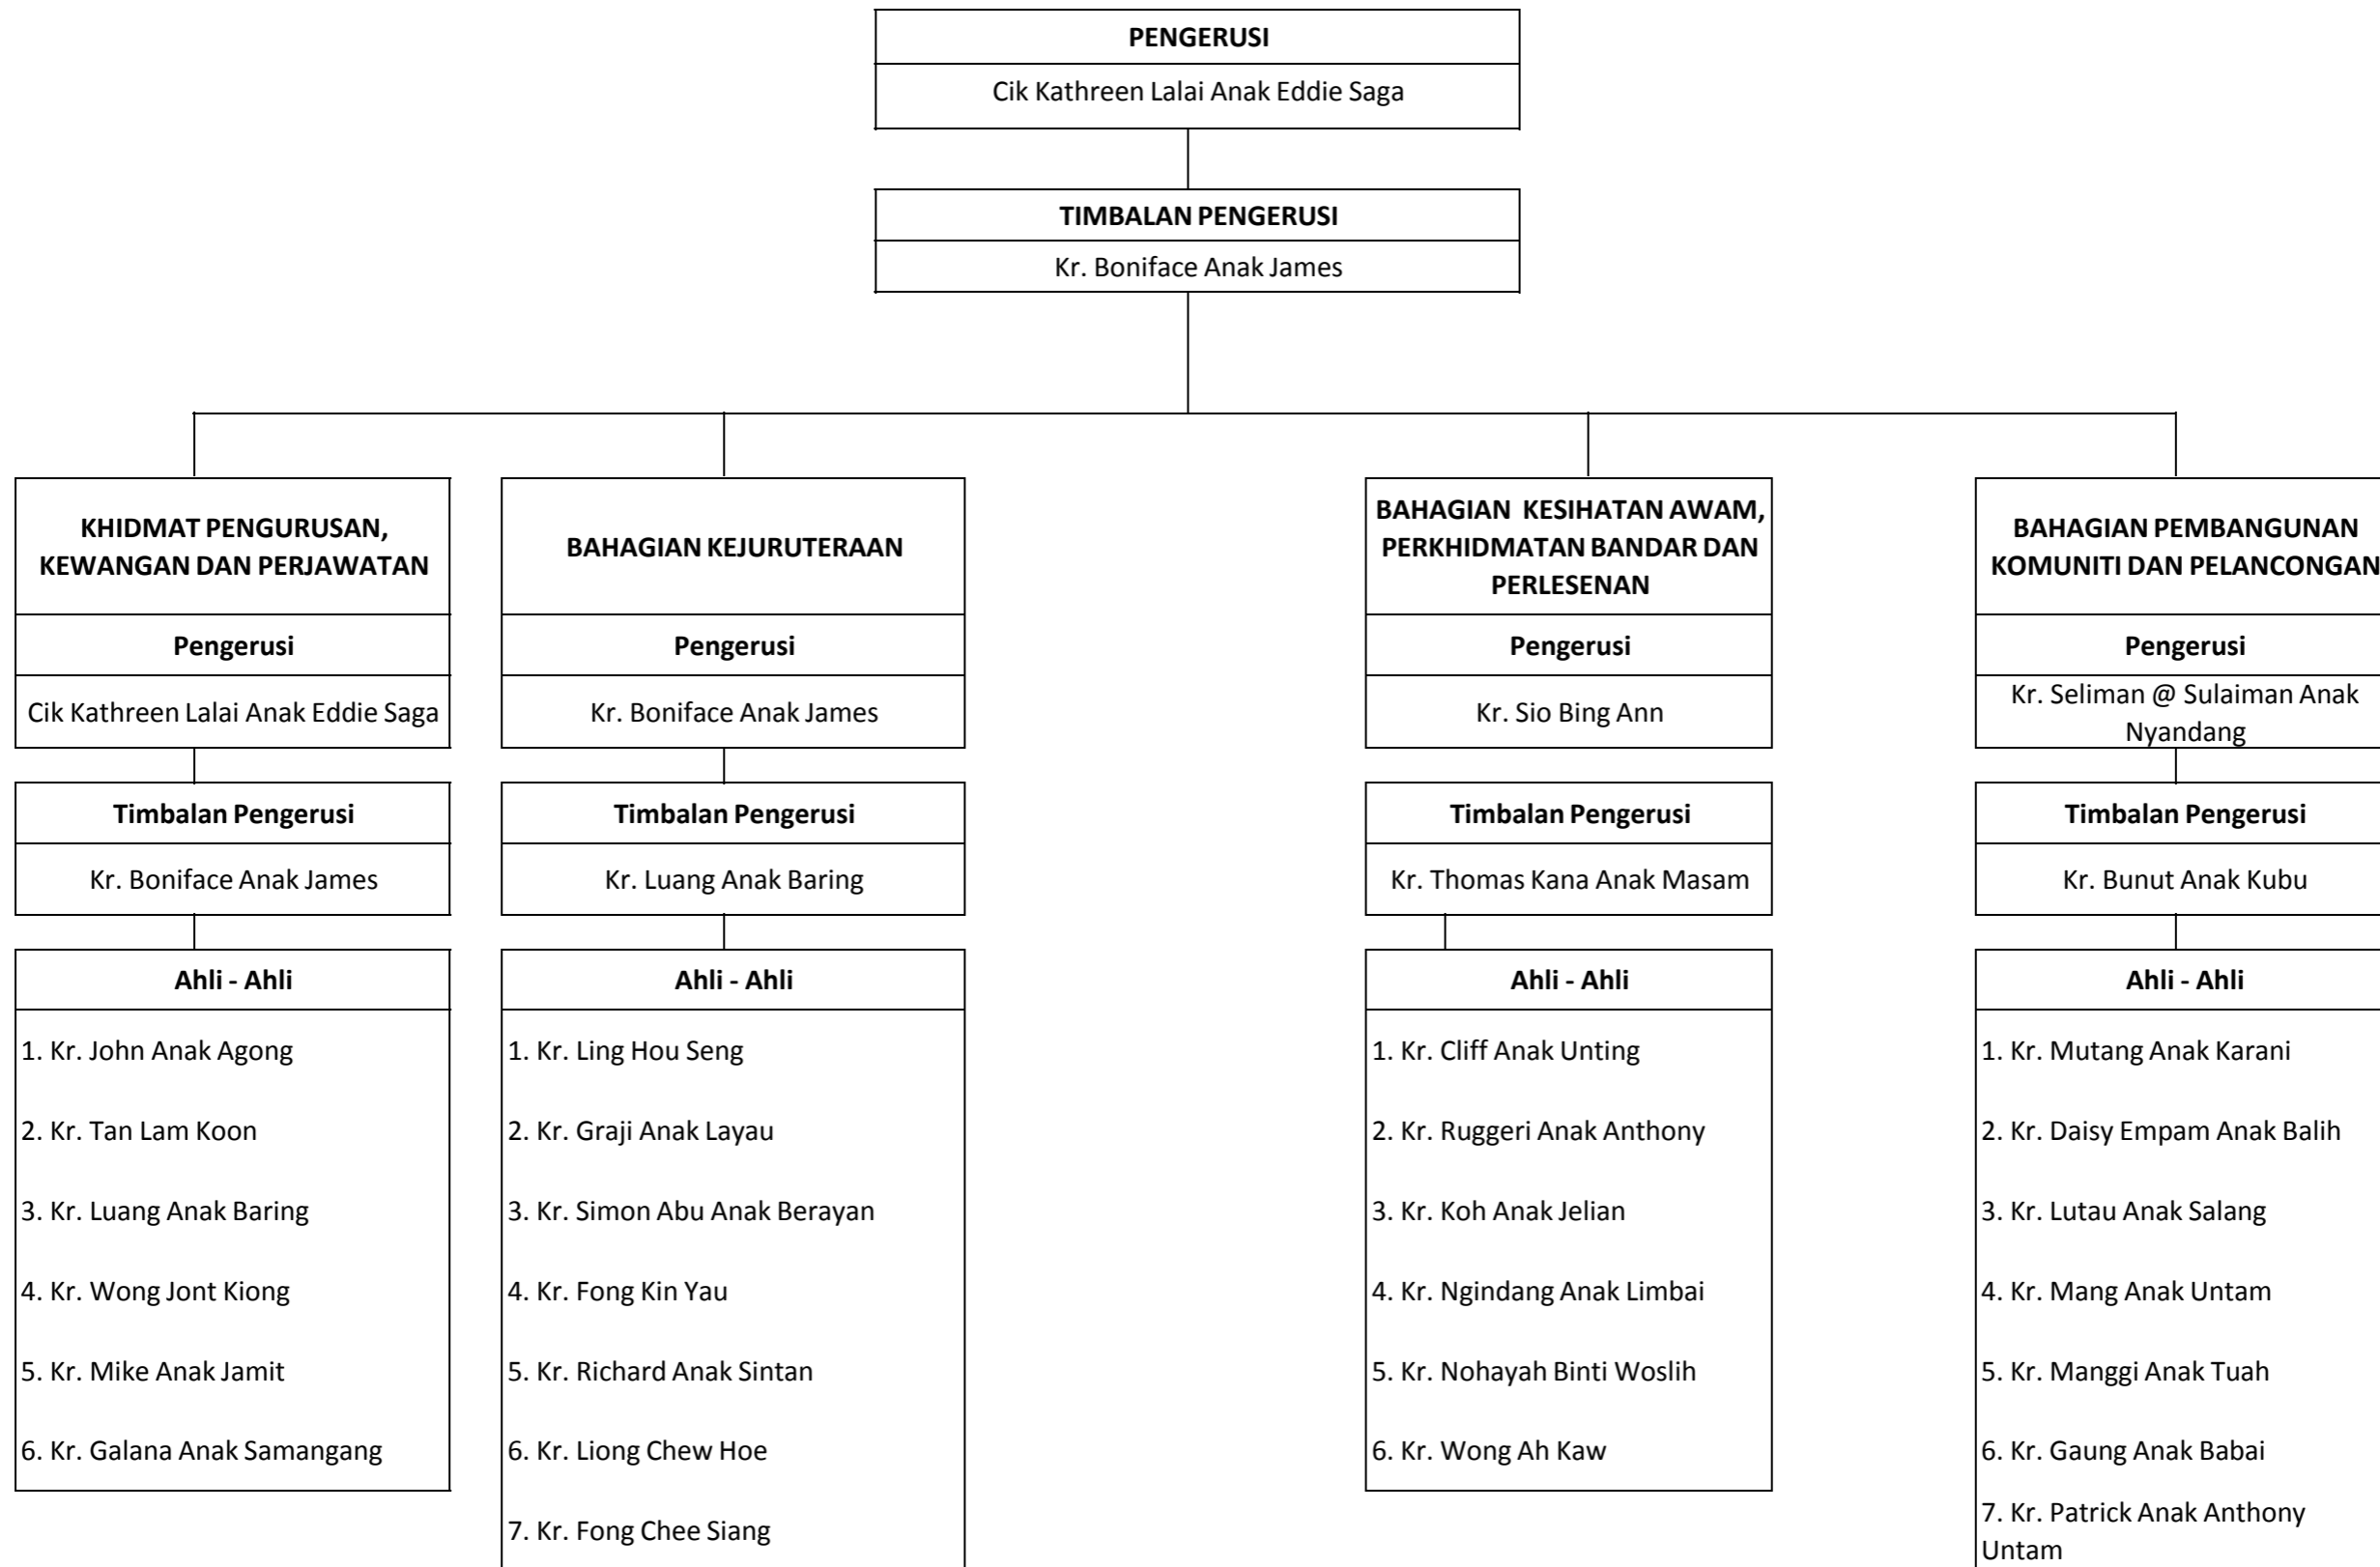 PENGERUSI
Cik Kathreen Lalai Anak Eddie Saga
TIMBALAN PENGERUSI
Kr. Boniface Anak James
KHIDMAT PENGURUSAN,
KEWANGAN DAN PERJAWATAN
Pengerusi
Cik Kathreen Lalai Anak Eddie Saga
Timbalan Pengerusi
Kr. Boniface Anak James
Ahli - Ahli
1. Kr. John Anak Agong
2. Kr. Tan Lam Koon
3. Kr. Luang Anak Baring
4. Kr. Wong Jont Kiong
5. Kr. Mike Anak Jamit
6. Kr. Galana Anak Samangang
BAHAGIAN KEJURUTERAAN
Pengerusi
Kr. Boniface Anak James
Timbalan Pengerusi
Kr. Luang Anak Baring
Ahli - Ahli
1. Kr. Ling Hou Seng
2. Kr. Graji Anak Layau
3. Kr. Simon Abu Anak Berayan
4. Kr. Fong Kin Yau
5. Kr. Richard Anak Sintan
6. Kr. Liong Chew Hoe
7. Kr. Fong Chee Siang
BAHAGIAN KESIHATAN AWAM,
PERKHIDMATAN BANDAR DAN
PERLESENAN
Pengerusi
Kr. Sio Bing Ann
Timbalan Pengerusi
Kr. Thomas Kana Anak Masam
Ahli - Ahli
1. Kr. Cliff Anak Unting
2. Kr. Ruggeri Anak Anthony
3. Kr. Koh Anak Jelian
4. Kr. Ngindang Anak Limbai
5. Kr. Nohayah Binti Woslih
6. Kr. Wong Ah Kaw
BAHAGIAN PEMBANGUNAN
KOMUNITI DAN PELANCONGAN
Pengerusi
Kr. Seliman @ Sulaiman Anak
Nyandang
Timbalan Pengerusi
Kr. Bunut Anak Kubu
Ahli - Ahli
1. Kr. Mutang Anak Karani
2. Kr. Daisy Empam Anak Balih
3. Kr. Lutau Anak Salang
4. Kr. Mang Anak Untam
5. Kr. Manggi Anak Tuah
6. Kr. Gaung Anak Babai
7. Kr. Patrick Anak Anthony
Untam